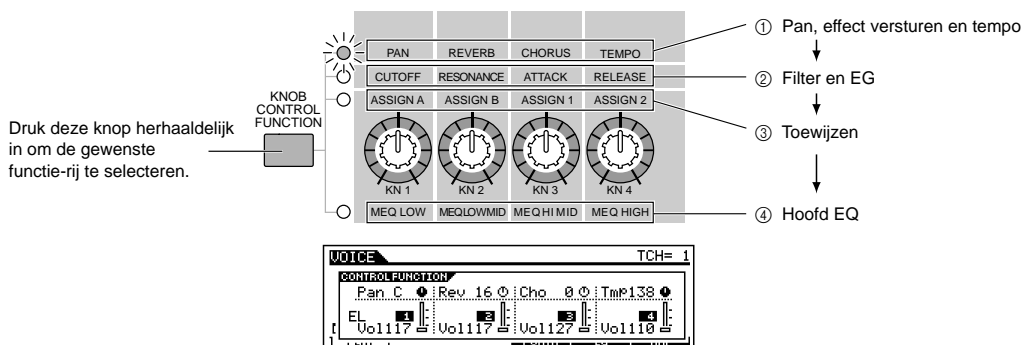 ① Pan, effect versturen en tempo
PAN REVERB CHORUS TEMPO
② Filter en EG
CUTOFF RESONANCE ATTACK RELEASE
③ Toewijzen
ASSIGN A ASSIGN B ASSIGN 1 ASSIGN 2
KNOB
CONTROL
FUNCTION
Druk deze knop herhaaldelijk
in om de gewenste
functie-rij te selecteren.
KN 1 KN 2 KN 3 KN 4
MEQ LOW MEQLOWMID MEQHIMID MEQ HIGH
④ Hoofd EQ
VOICE TCH= 1
CONTROL FUNCTION
Pan C Rev 16 Cho 0 Tmp138
EL 1 2 3 4
Vol117 Vol117 Vol127 Vol110